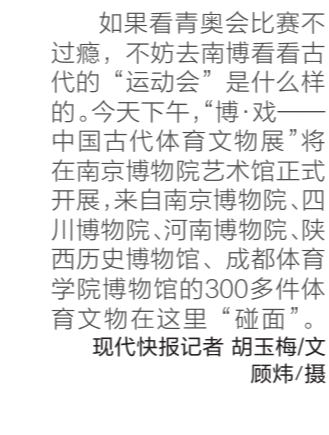 如果看青奥会比赛不
过瘾，不妨去南博看看古
代的“运动会”是什么样
的。今天下午，“博·戏——
中国古代体育文物展”将
在南京博物院艺术馆正式
开展，来自南京博物院、四
川博物院、河南博物院、陕
西历史博物馆、成都体育
学院博物馆的300多件体
育文物在这里“碰面”。
现代快报记者 胡玉梅/文
顾炜/摄